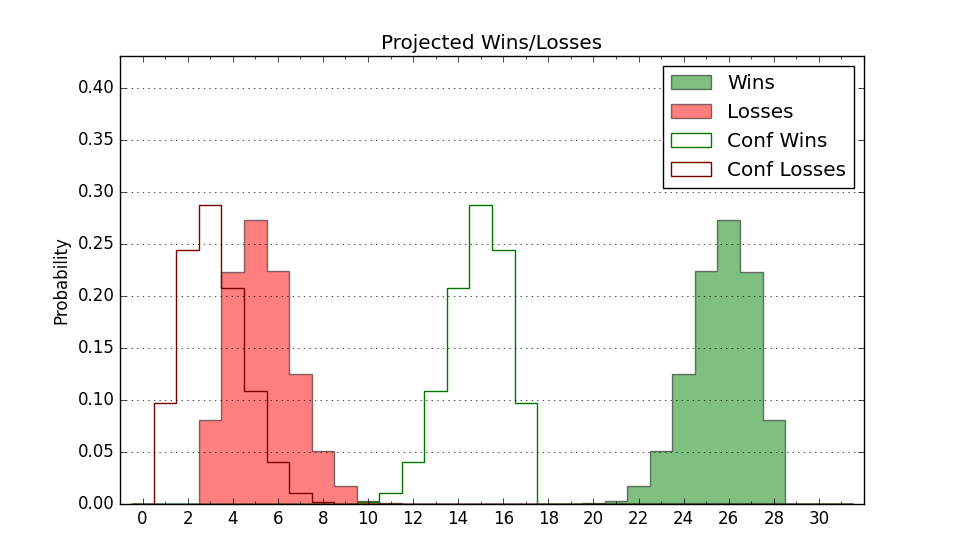 Projected Wins/Losses
Wins
Losses
Conf Wins
Conf Losses
Probability
0.40
0.35
0.30
0.25
0.20
0.15
0.10
0.05
0.00
0 2 4 6 8 10 12 14 16 18 20 22 24 26 28 30